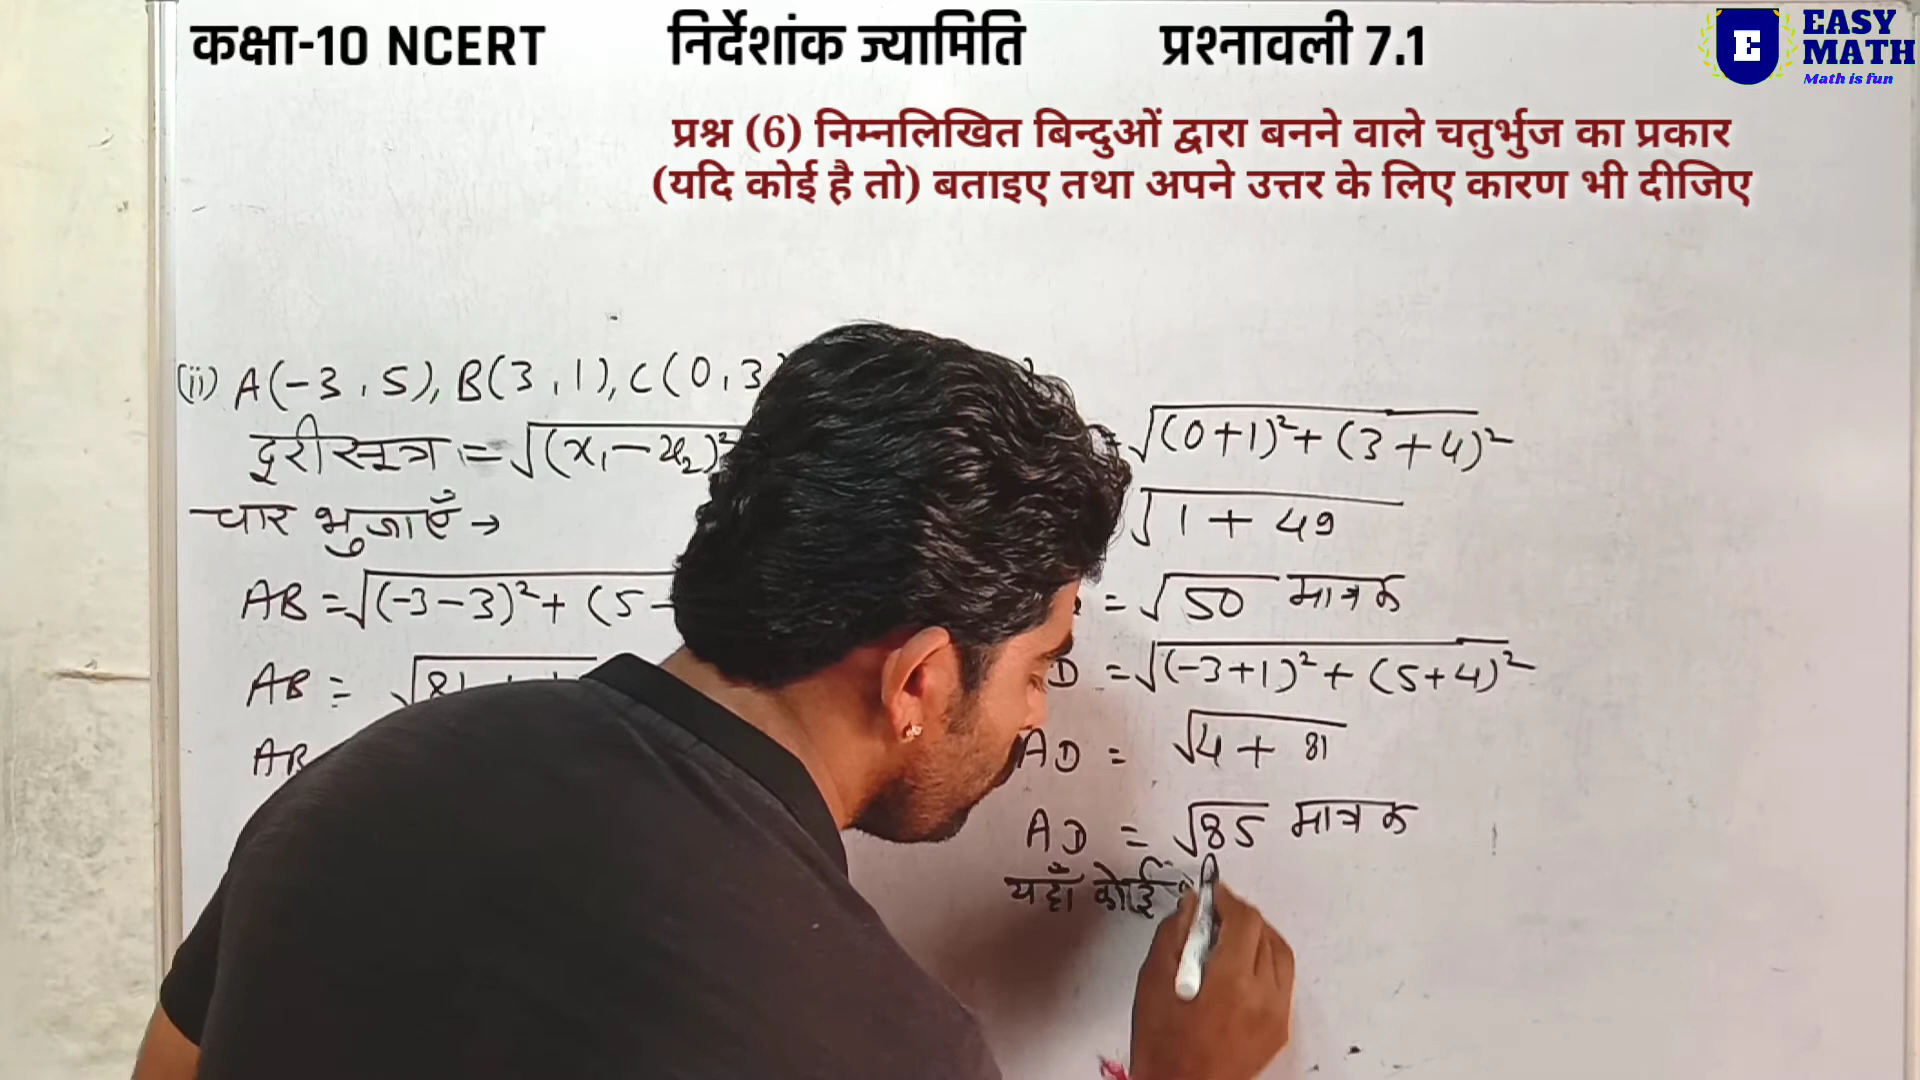 कक्षा-10 NCERT निर्देशांक ज्यामिति प्रश्नावली 7.1
EASY MATH
Math is fun
E
प्रश्न (6) निम्नलिखित बिन्दुओं द्वारा बनने वाले चतुर्भुज का प्रकार
(यदि कोई है तो) बताइए तथा अपने उत्तर के लिए कारण भी दीजिए
(ii) A(-3, 5), B(3, 1), C(0, 3
दुरीसूत्र = √(x₁-x₂)²
चार भुजाएँ →
AB = √(-3-3)² + (5-
AB = √81
AB
= √(0+1)² + (3+4)²
√1 + 49
= √50 मात्रक
D = √(-3+1)² + (5+4)²
AD = √4 + 81
AD = √85 मात्रक
यहाँ कोई